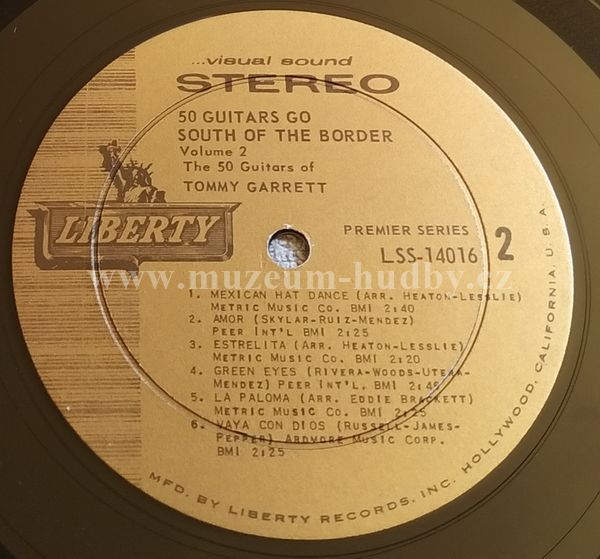 ...visual sound
STEREO
50 GUITARS GO
SOUTH OF THE BORDER
Volume 2
The 50 Guitars of
TOMMY GARRETT
LIBERTY
PREMIER SERIES
LSS-14016 2
www.muzeum-hudby.cz
1. MEXICAN HAT DANCE (ARR. HEATON-LESSLIE)
METRIC MUSIC CO. BMI 2:40
2. AMOR (SKYLAR-RUIZ-MENDEZ)
PEER INT'L BMI 2:25
3. ESTRELITA (ARR. HEATON-LESSLIE)
METRIC MUSIC CO. BMI 2:20
4. GREEN EYES (RIVERA-WOODS-UTERA-
MENDEZ) PEER INT'L. BMI 2:45
5. LA PALOMA (ARR. EDDIE BRACKETT)
METRIC MUSIC CO. BMI 2:25
6. VAYA CON DIOS (RUSSELL-JAMES-
PEPPER) ARDMORE MUSIC CORP.
BMI 2:25
MFD. BY LIBERTY RECORDS, INC. HOLLYWOOD, CALIFORNIA, U.S.A.